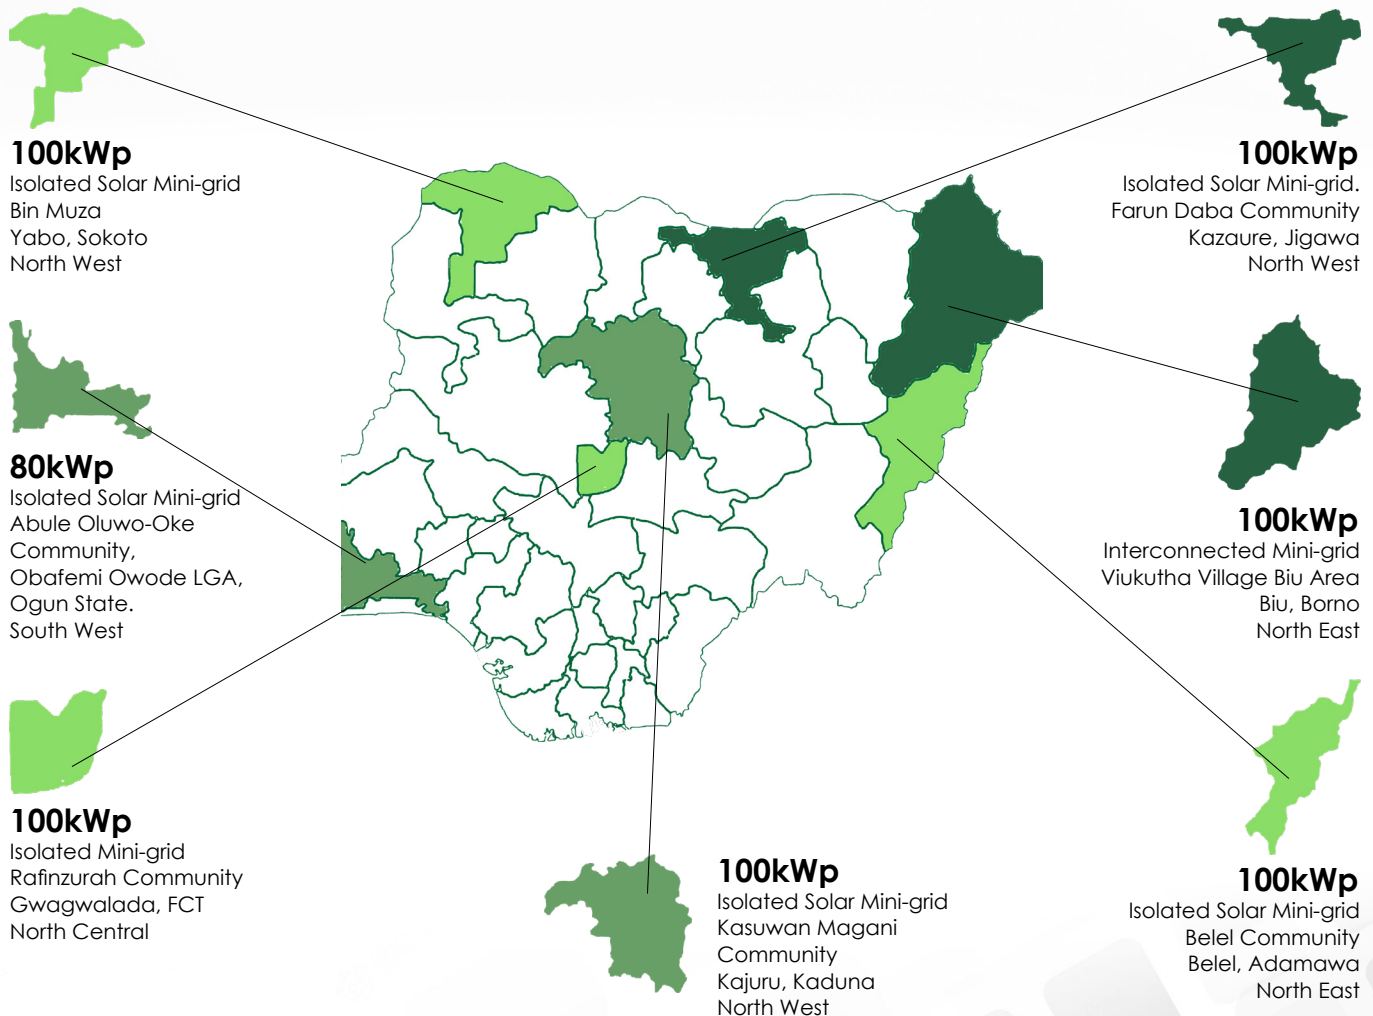 100kWp
Isolated Solar Mini-grid
Bin Muza
Yabo, Sokoto
North West
100kWp
Isolated Solar Mini-grid.
Farun Daba Community
Kazaure, Jigawa
North West
80kWp
Isolated Solar Mini-grid
Abule Oluwo-Oke
Community,
Obafemi Owode LGA,
Ogun State.
South West
100kWp
Interconnected Mini-grid
Viukutha Village Biu Area
Biu, Borno
North East
100kWp
Isolated Mini-grid
Rafinzurah Community
Gwagwalada, FCT
North Central
100kWp
Isolated Solar Mini-grid
Kasuwan Magani
Community
Kajuru, Kaduna
North West
100kWp
Isolated Solar Mini-grid
Belel Community
Belel, Adamawa
North East